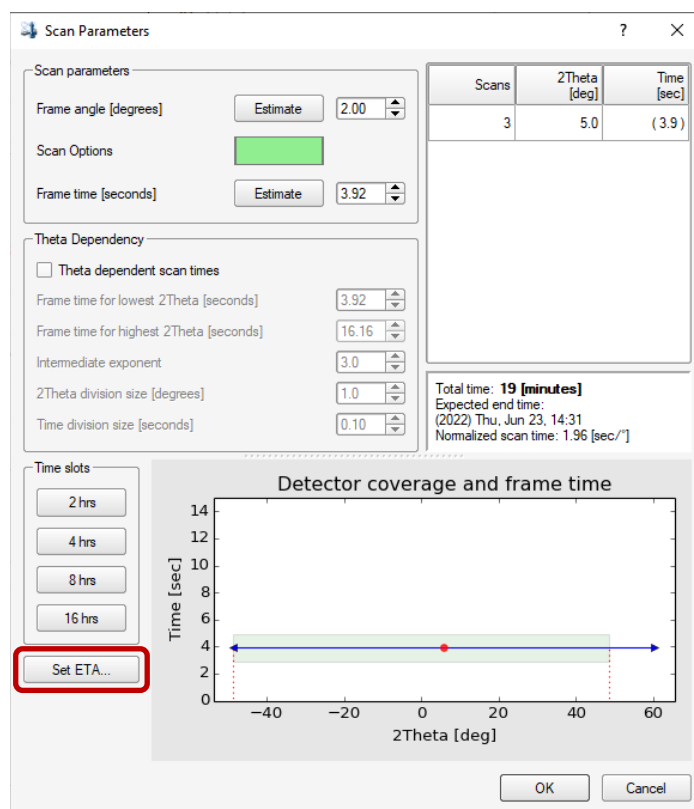 Scan Parameters
? ×
Scan parameters
Frame angle [degrees] Estimate 2.00
Scan Options
Frame time [seconds] Estimate 3.92
Scans 2Theta [deg] Time [sec]
3 5.0 ( 3.9 )
Theta Dependency
Theta dependent scan times
Frame time for lowest 2Theta [seconds] 3.92
Frame time for highest 2Theta [seconds] 16.16
Intermediate exponent 3.0
2Theta division size [degrees] 1.0
Time division size [seconds] 0.10
Total time: 19 [minutes]
Expected end time:
(2022) Thu, Jun 23, 14:31
Normalized scan time: 1.96 [sec/°]
Time slots
2 hrs
4 hrs
8 hrs
16 hrs
Set ETA...
Detector coverage and frame time
Time [sec]
14
12
10
8
6
4
2
0
−40 −20 0 20 40 60
2Theta [deg]
OK Cancel